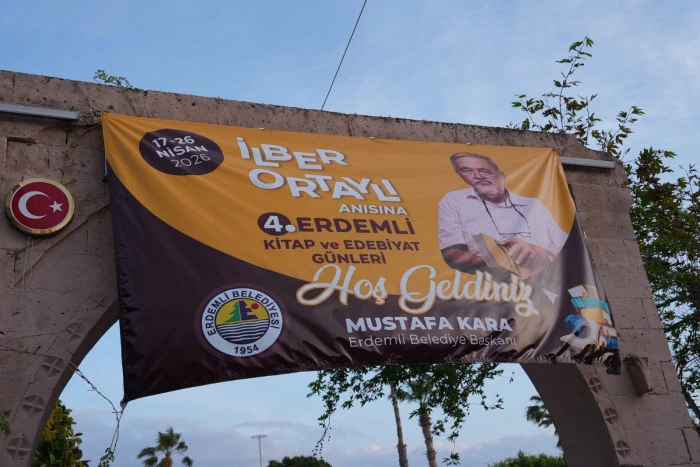 17-26
NİSAN
2026
İLBER
ORTAYLI
ANISINA
4. ERDEMLİ
KİTAP ve EDEBİYAT
GÜNLERİ
Hoş Geldiniz
MUSTAFA KARA
Erdemli Belediye Başkanı
ERDEMLİ BELEDİYESİ
1954